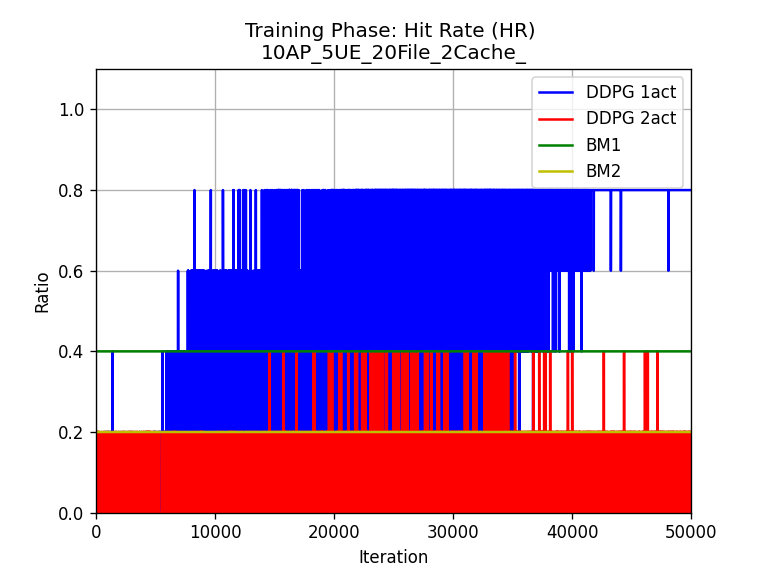 Training Phase: Hit Rate (HR)
10AP_5UE_20File_2Cache_
DDPG 1act
DDPG 2act
BM1
BM2
1.0
0.8
0.6
0.4
0.2
0.0
Ratio
0
10000
20000
30000
40000
50000
Iteration